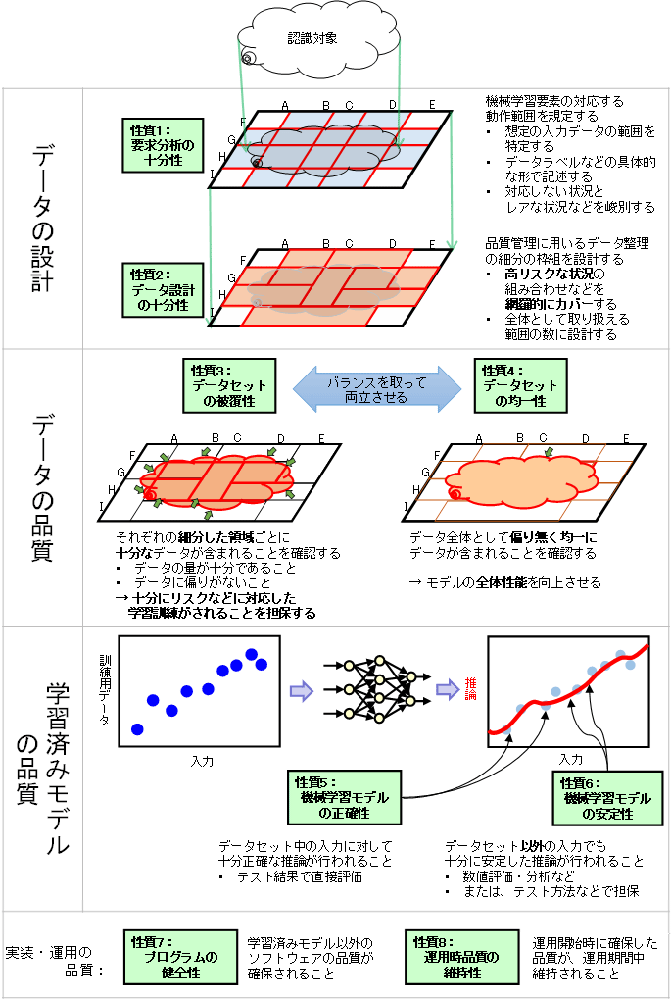 認識対象
データの設計
性質1：
要求分析の
十分性
A B C D E
F
G
H
I
機械学習要素の対応する
動作範囲を規定する
・ 想定の入力データの範囲を
特定する
・ データラベルなどの具体的
な形で記述する
・ 対応しない状況と
レアな状況などを峻別する
性質2：
データ設計
の十分性
A B C D E
F
G
H
I
品質管理に用いるデータ整理
の細分の枠組を設計する
・ 高リスクな状況の
組み合わせなどを
網羅的にカバーする
・ 全体として取り扱える
範囲の数に設計する
データの品質
性質3：
データセット
の被覆性
バランスを取って
両立させる
性質4：
データセット
の均一性
A B C D E
F
G
H
I
A B C D E
F
G
H
I
それぞれの細分した領域ごとに
十分なデータが含まれることを確認する
・ データの量が十分であること
・ データに偏りがないこと
→ 十分にリスクなどに対応した
学習訓練がされることを担保する
データ全体として偏り無く均一に
データが含まれることを確認する
→ モデルの全体性能を向上させる
学習済みモデル
の品質
訓練用データ
入力
推論
入力
性質5：
機械学習モデル
の正確性
性質6：
機械学習モデル
の安定性
データセット中の入力に対して
十分正確な推論が行われること
・ テスト結果で直接評価
データセット以外の入力でも
十分に安定した推論が行われること
・ 数値評価・分析など
・ または、テスト方法などで担保
実装・運用の
品質：
性質7：
プログラムの
健全性
学習済みモデル以外の
ソフトウェアの品質が
確保されること
性質8：
運用時品質の
維持性
運用開始時に確保した
品質が、運用期間中
維持されること